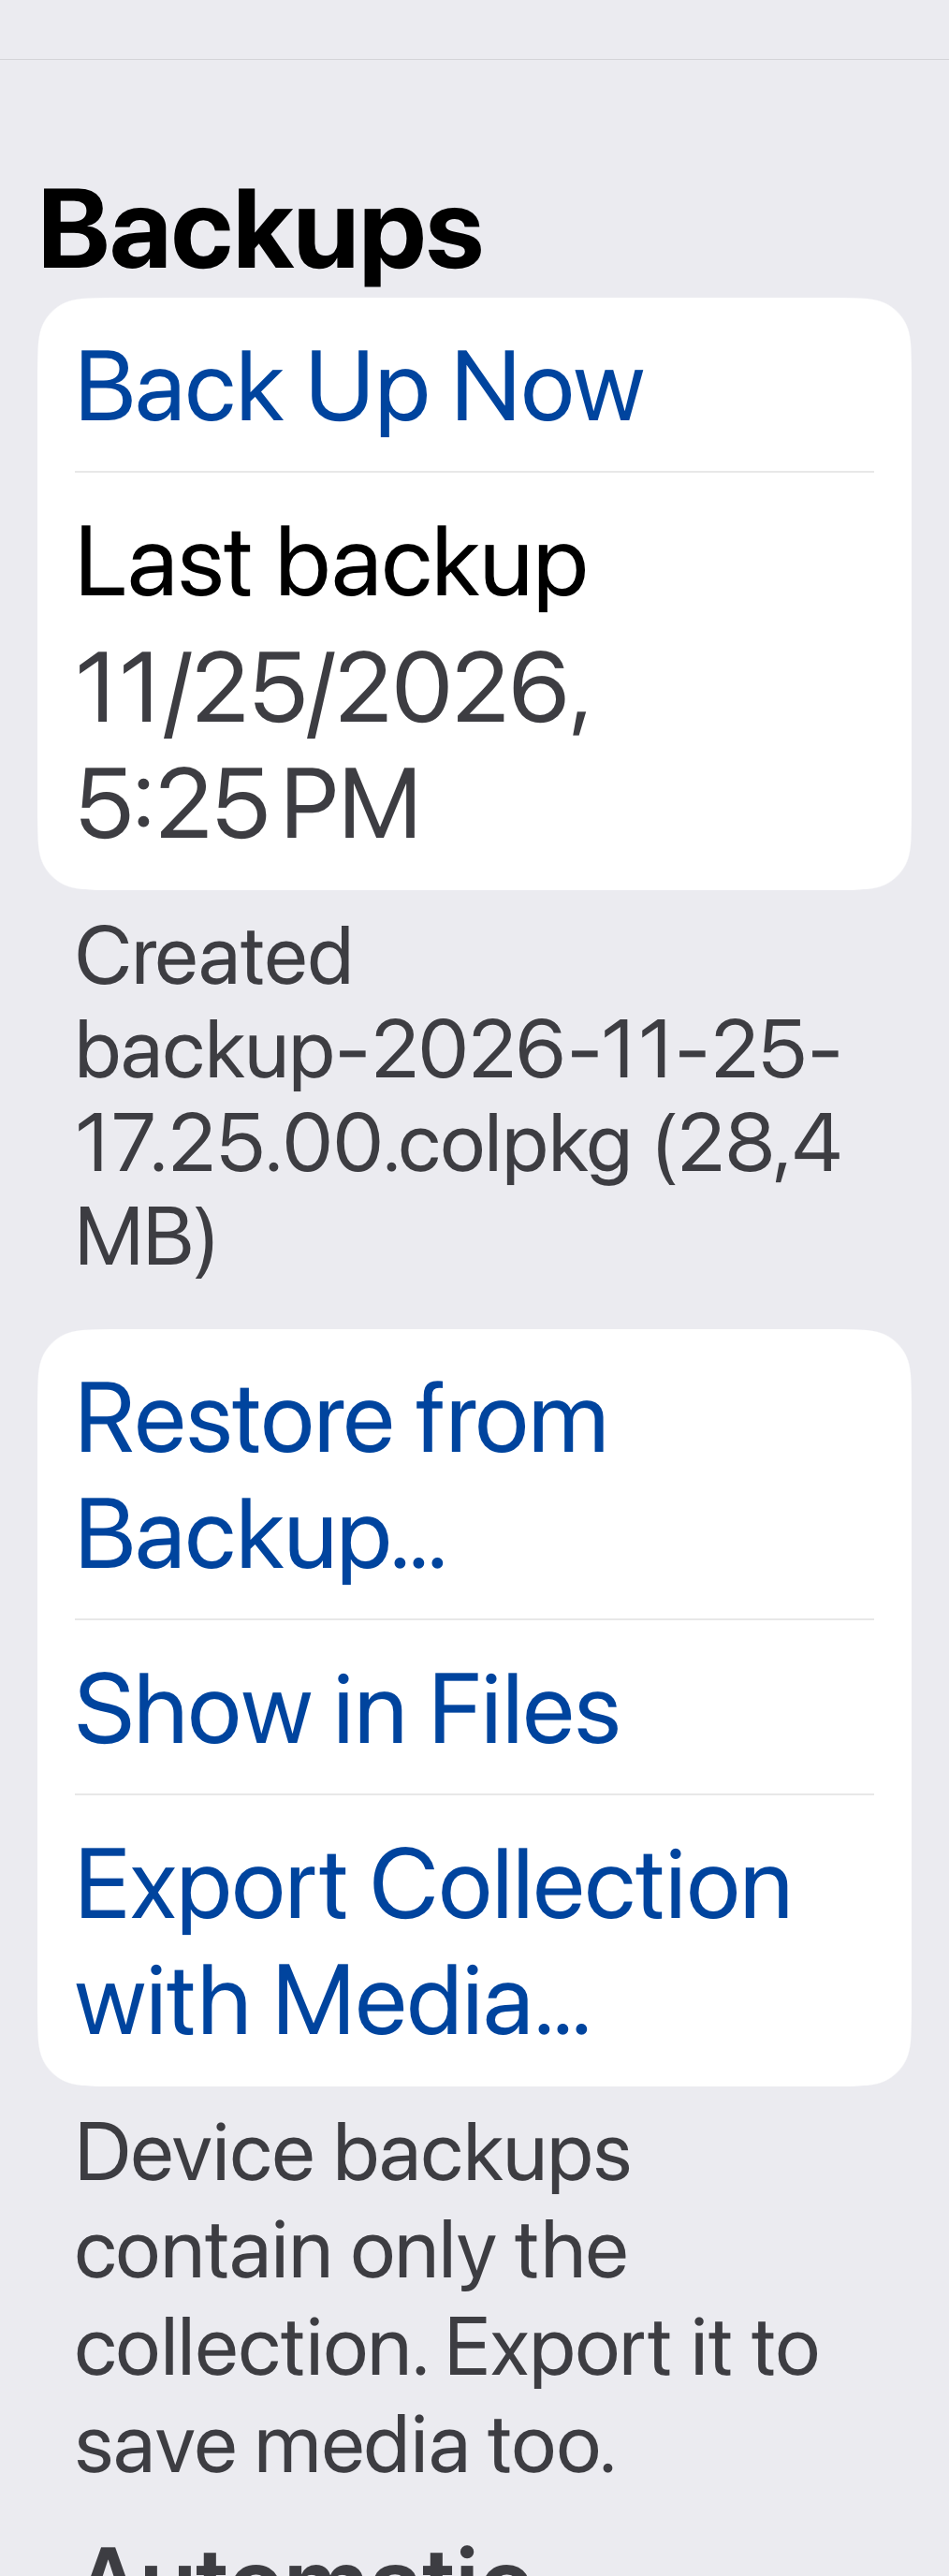 Backups
Back Up Now
Last backup
11/25/2026,
5:25 PM
Created
backup-2026-11-25-
17.25.00.colpkg (28,4
MB)
Restore from
Backup...
Show in Files
Export Collection
with Media...
Device backups
contain only the
collection. Export it to
save media too.
Automatic